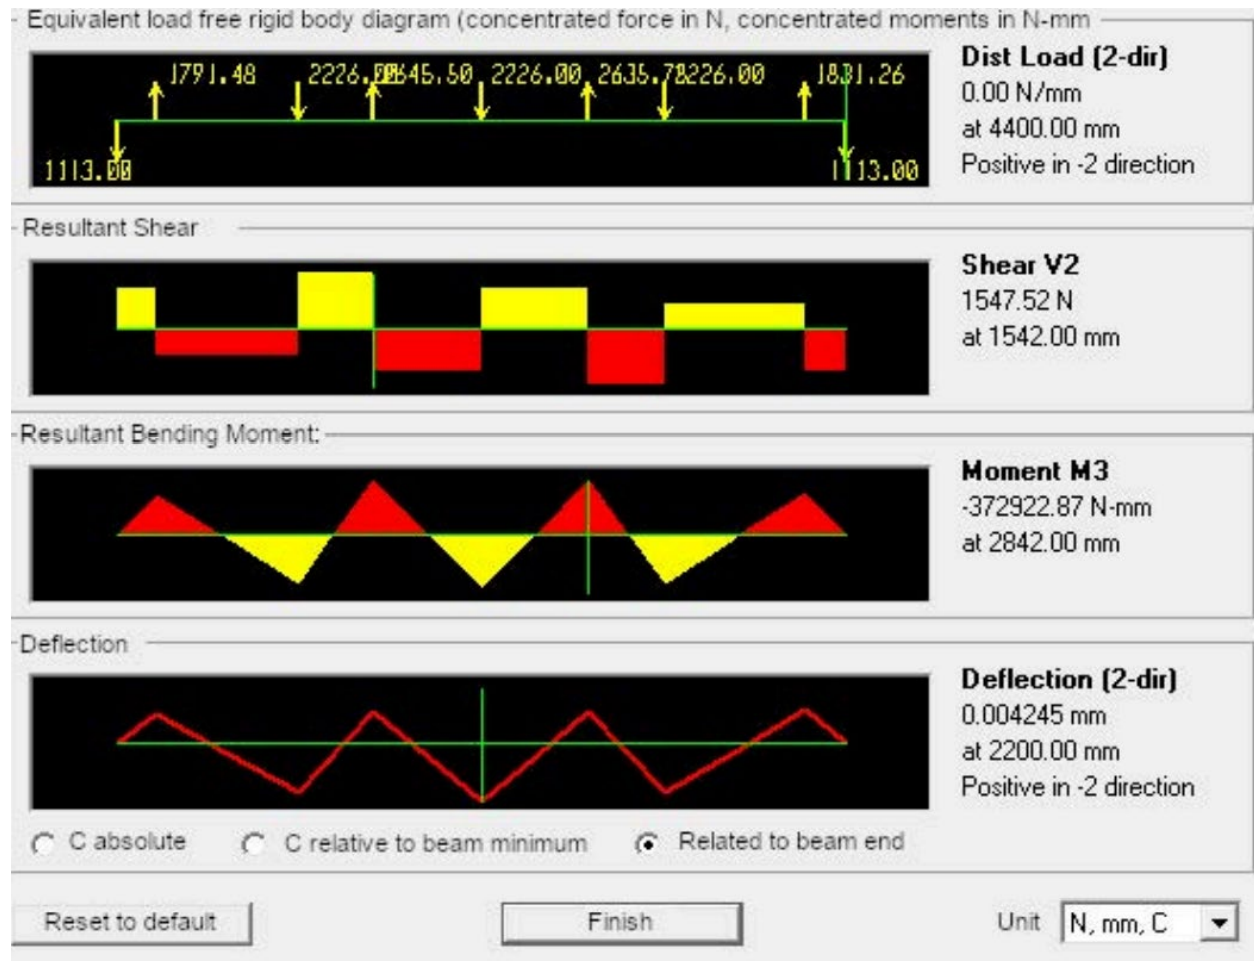 Equivalent load free rigid body diagram (concentrated force in N, concentrated moments in N-mm
1791.48 2226.00 2226.00 1831.26
1113.00 1113.00
Dist Load (2-dir)
0.00 N/mm
at 4400.00 mm
Positive in -2 direction
Resultant Shear
Shear V2
1547.52 N
at 1542.00 mm
Resultant Bending Moment:
Moment M3
-372922.87 N-mm
at 2842.00 mm
Deflection
Deflection (2-dir)
0.004245 mm
at 2200.00 mm
Positive in -2 direction
C absolute C relative to beam minimum Related to beam end
Reset to default Finish Unit N, mm, C